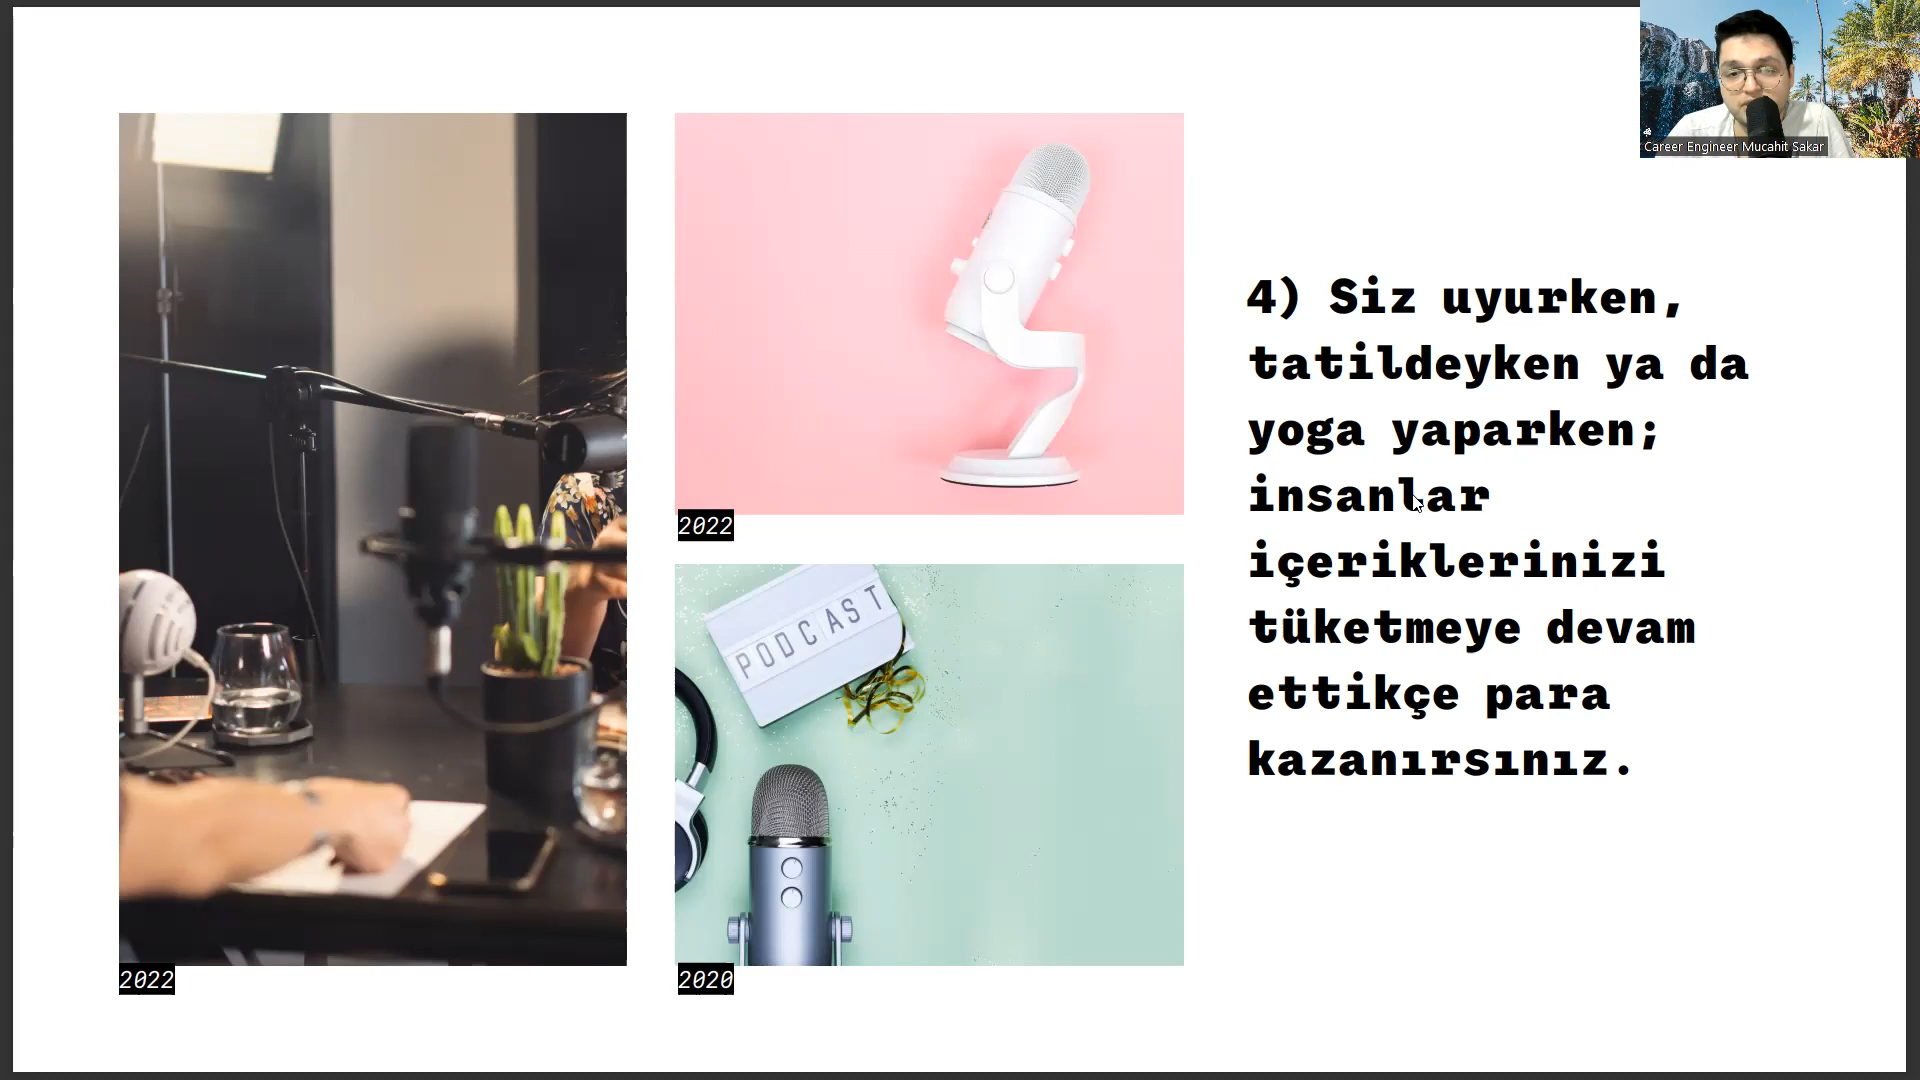 Career Engineer Mucahit Sakar
4) Siz uyurken,
tatildeyken ya da
yoga yaparken;
insanlar
içeriklerinizi
tüketmeye devam
ettikçe para
kazanırsınız.
2022
PODCAST
2022
2020